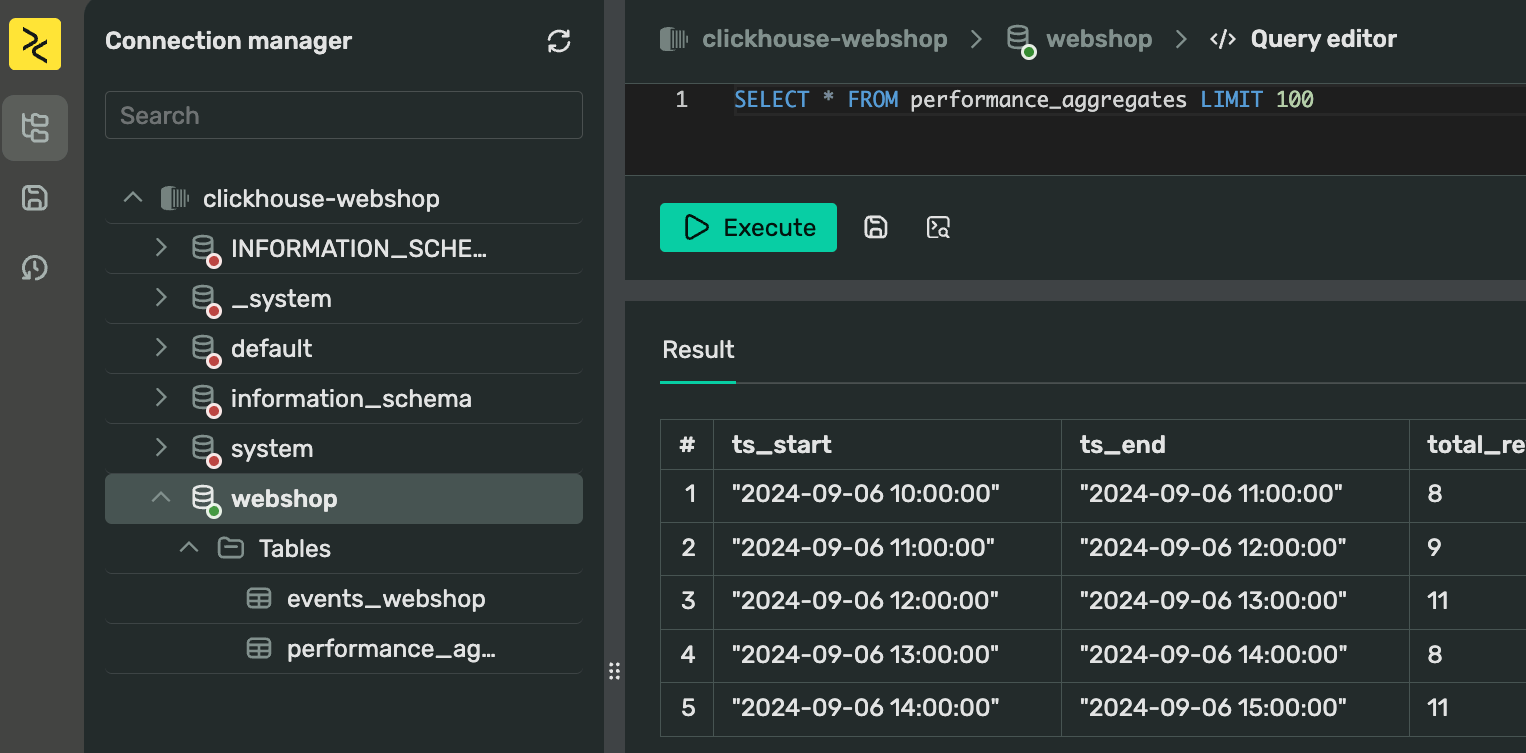 Connection manager
Search
clickhouse-webshop
INFORMATION_SCHE...
_system
default
information_schema
system
webshop
Tables
events_webshop
performance_ag...
clickhouse-webshop > webshop > </> Query editor
1 SELECT * FROM performance_aggregates LIMIT 100
Execute
Result
# ts_start ts_end total_re
1 "2024-09-06 10:00:00" "2024-09-06 11:00:00" 8
2 "2024-09-06 11:00:00" "2024-09-06 12:00:00" 9
3 "2024-09-06 12:00:00" "2024-09-06 13:00:00" 11
4 "2024-09-06 13:00:00" "2024-09-06 14:00:00" 8
5 "2024-09-06 14:00:00" "2024-09-06 15:00:00" 11